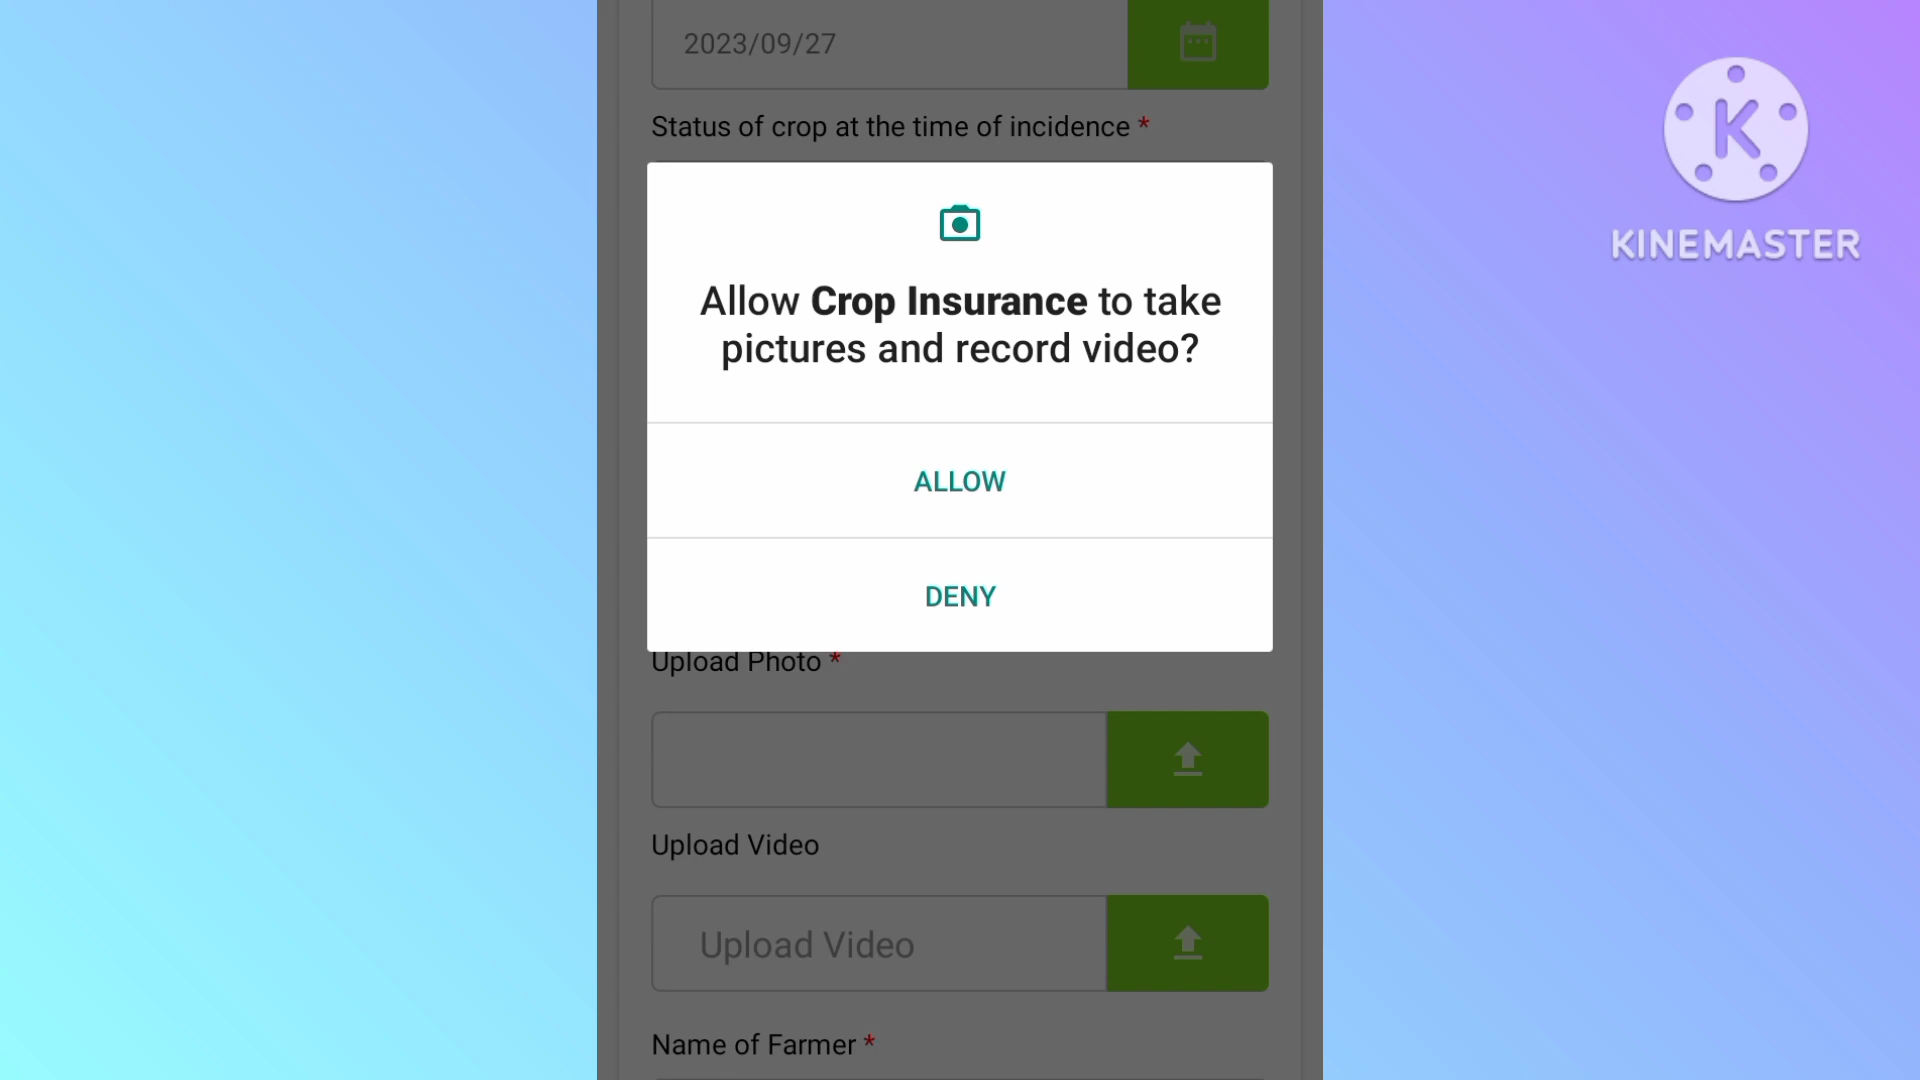 2023/09/27
Status of crop at the time of incidence *
KINEMASTER
Allow Crop Insurance to take
pictures and record video?
ALLOW
DENY
Upload Photo *
Upload Video
Upload Video
Name of Farmer *